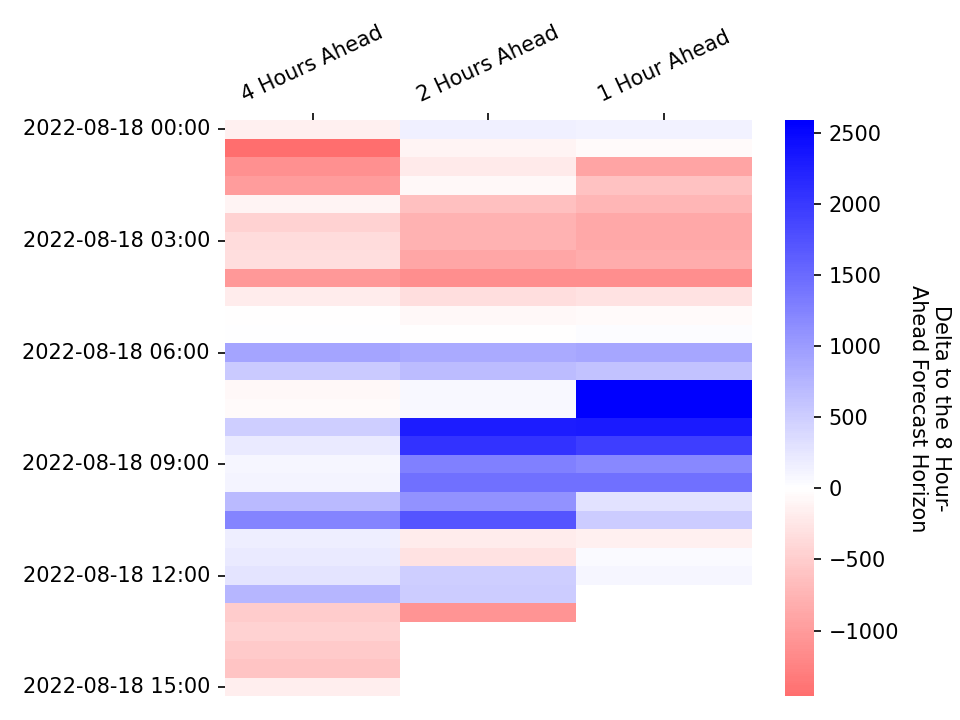 4 Hours Ahead
2 Hours Ahead
1 Hour Ahead
2022-08-18 00:00
2022-08-18 03:00
2022-08-18 06:00
2022-08-18 09:00
2022-08-18 12:00
2022-08-18 15:00
2500
2000
1500
1000
500
0
−500
−1000
Delta to the 8 Hour-
Ahead Forecast Horizon